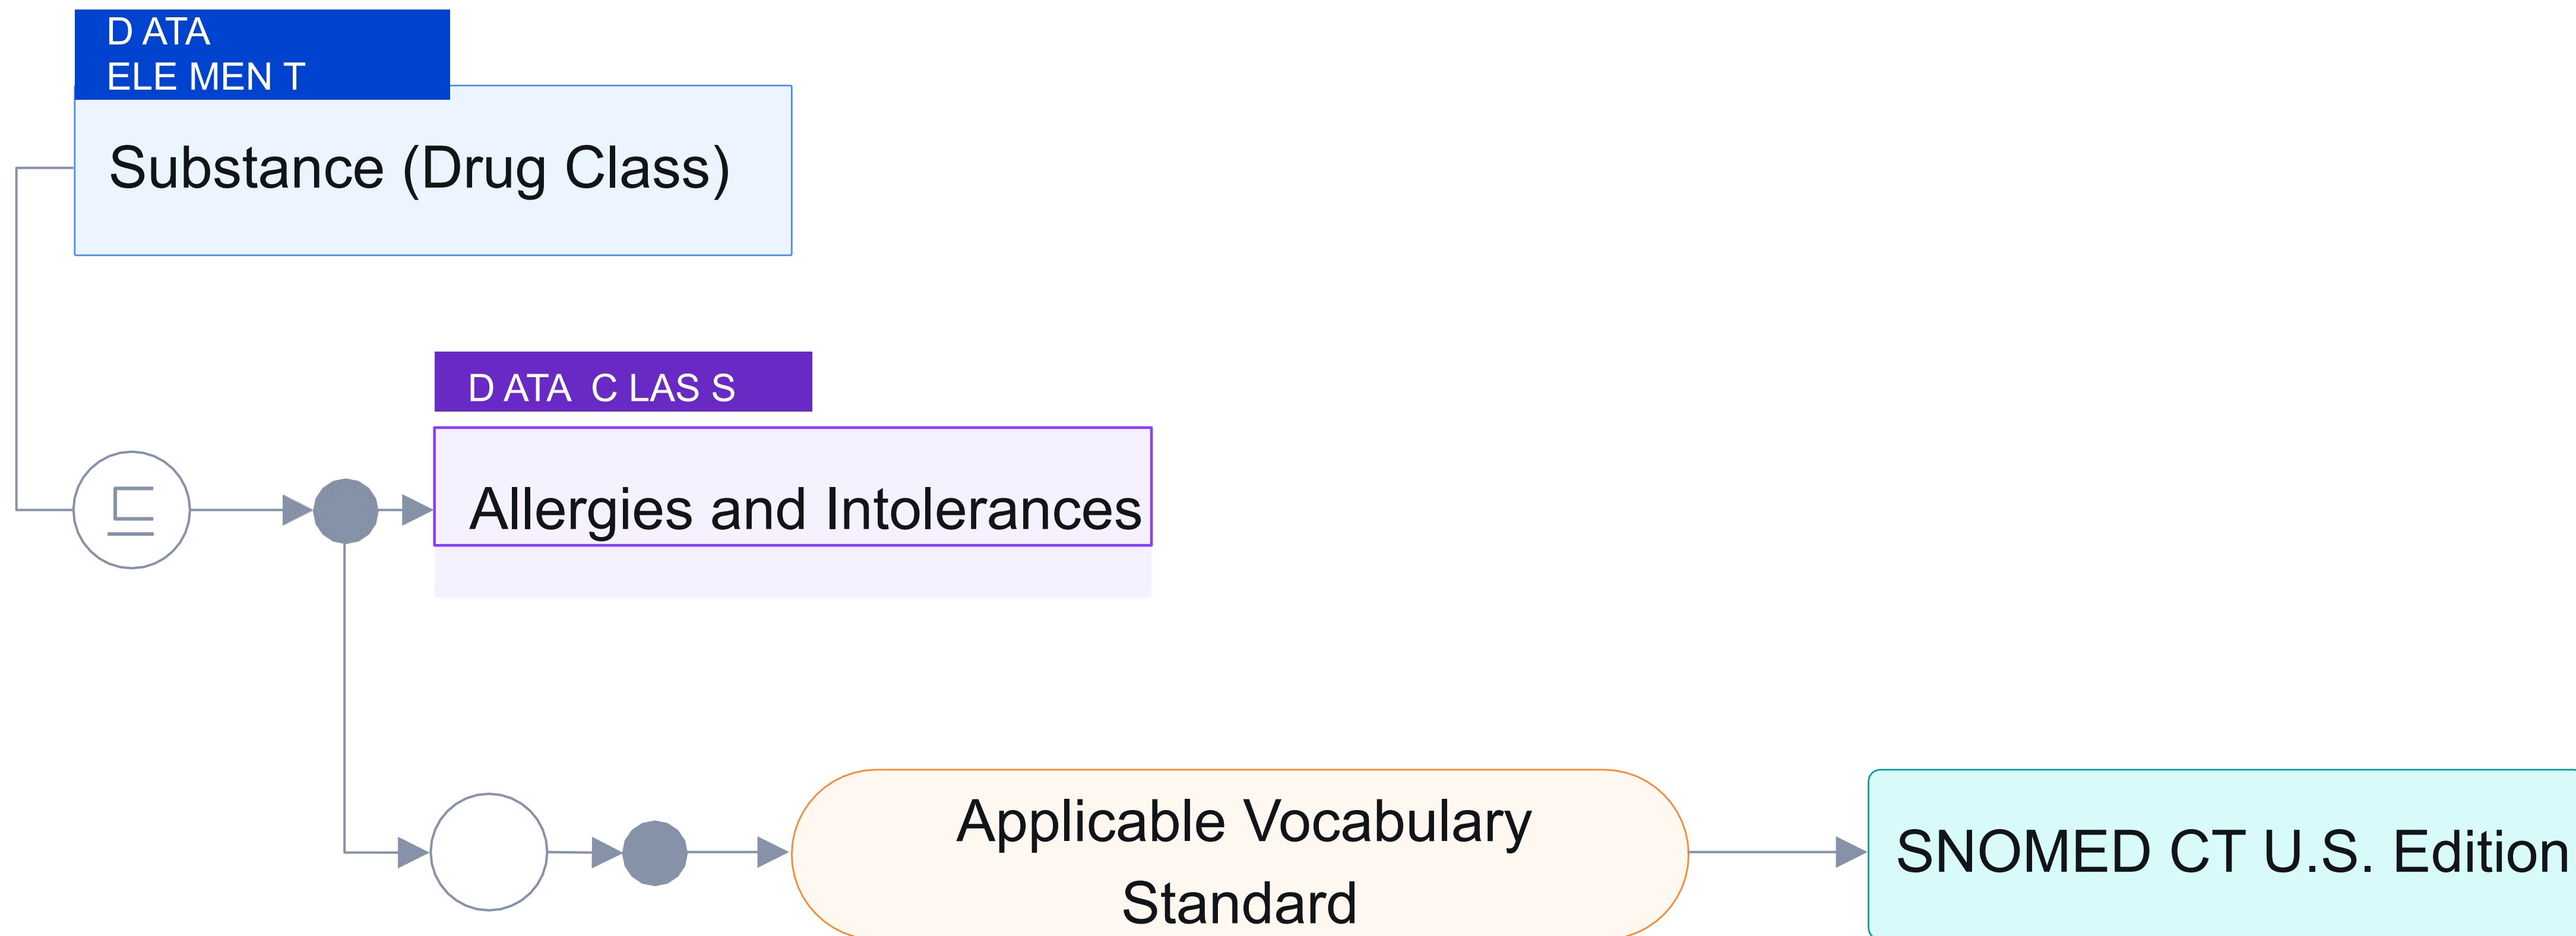 D ATA
ELE MEN T
Substance (Drug Class)
D ATA C LAS S
Allergies and Intolerances
⊑
Applicable Vocabulary
Standard
SNOMED CT U.S. Edition